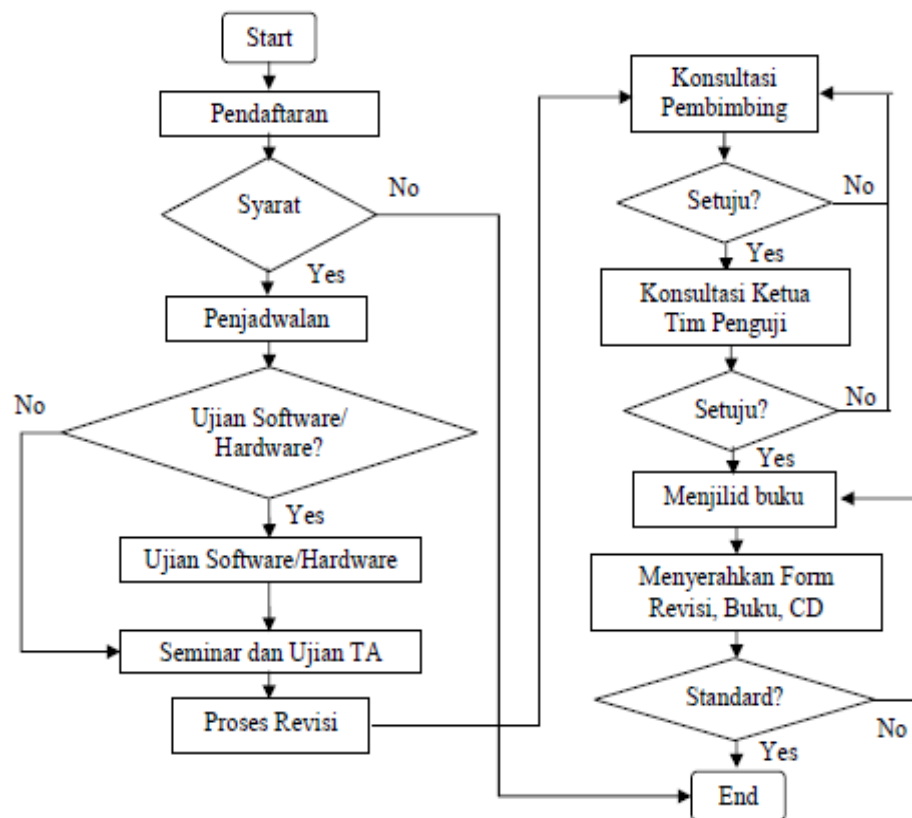 Start
Pendaftaran
Syarat
No
Yes
Penjadwalan
No
Ujian Software/
Hardware?
Yes
Ujian Software/Hardware
Seminar dan Ujian TA
Proses Revisi
Konsultasi
Pembimbing
Setuju?
No
Yes
Konsultasi Ketua
Tim Penguji
Setuju?
No
Yes
Menjilid buku
Menyerahkan Form
Revisi, Buku, CD
Standard?
No
Yes
End